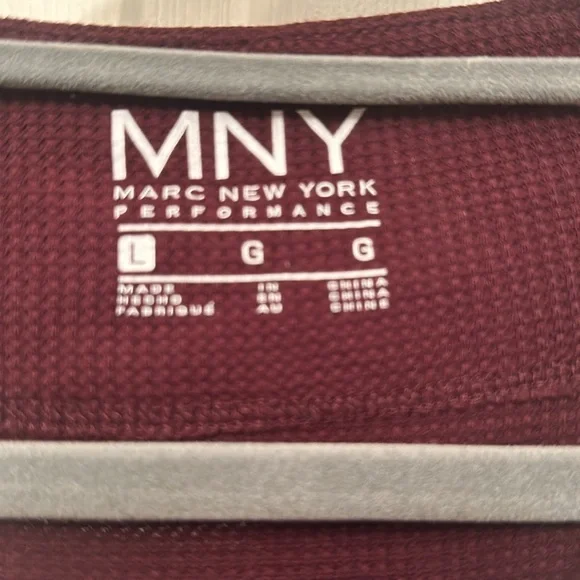 MNY
MARC NEW YORK
PERFORMANCE
L G G
MADE IN CHINA
HECHO EN CHINA
FABRIQUÉ AU CHINE